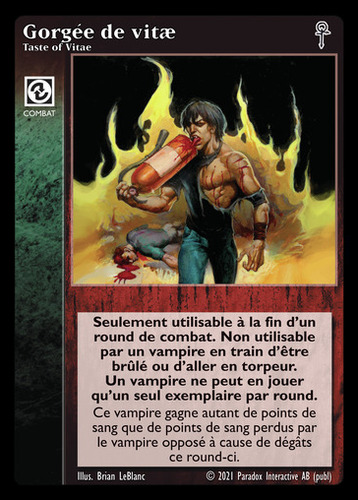 Gorgée de vitæ
Taste of Vitae
COMBAT
Seulement utilisable à la fin d'un
round de combat. Non utilisable
par un vampire en train d'être
brûlé ou d'aller en torpeur.
Un vampire ne peut en jouer
qu'un seul exemplaire par round.
Ce vampire gagne autant de points
de sang que de points de sang perdus par
le vampire opposé à cause de dégâts
ce round-ci.
Illus. Brian LeBlanc
© 2021 Paradox Interactive AB (publ)